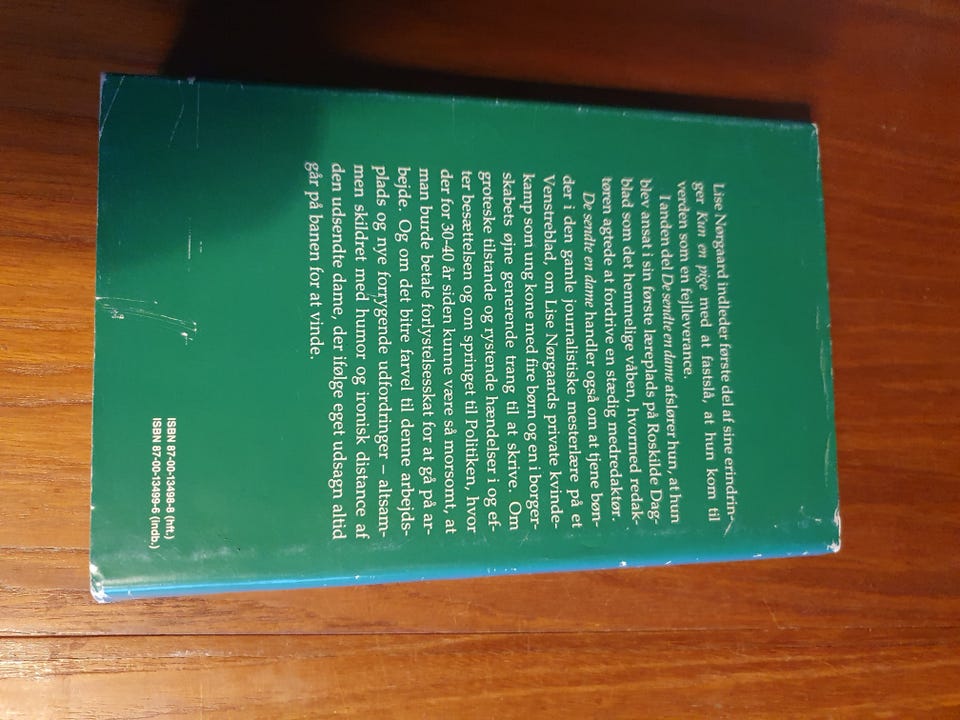 Lise Nørgaard indleder første del af sine erindrin-
ger Kun en pige med at fastslå, at hun kom til
verden som en fejlleverance.
I anden del De sendte en dame afslører hun, at hun
blev ansat i sin første læreplads på Roskilde Dag-
blad som det hemmelige våben, hvormed redak-
tøren agtede at fordrive en stædig medredaktør.
De sendte en dame handler også om at tjene bøn-
der i den gamle journalistiske mesterlære på et
Venstreblad, om Lise Nørgaards private kvinde-
kamp som ung kone med fire børn og en i borger-
skabets øjne generende trang til at skrive. Om
groteske tilstande og rystende hændelser i og ef-
ter besættelsen og om springet til Politiken, hvor
der for 30-40 år siden kunne være så morsomt, at
man burde betale forlystelsesskat for at gå på ar-
bejde. Og om det bitre farvel til denne arbejds-
plads og nye forrygende udfordringer – altsam-
men skildret med humor og ironisk distance af
den udsendte dame, der ifølge eget udsagn altid
går på banen for at vinde.
ISBN 87-00-13498-8 (hft.)
ISBN 87-00-13499-6 (indb.)